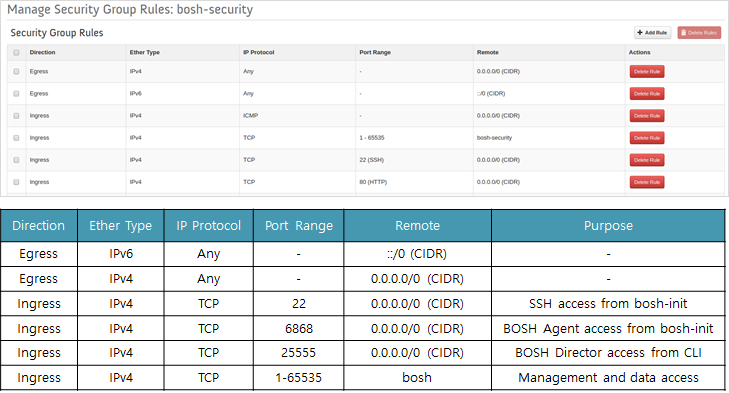 Manage Security Group Rules: bosh-security
Security Group Rules
+ Add Rule
Delete Rules
Direction Ether Type IP Protocol Port Range Remote Actions
Egress IPv4 Any - 0.0.0.0/0 (CIDR) Delete Rule
Egress IPv6 Any - ::/0 (CIDR) Delete Rule
Ingress IPv4 ICMP - 0.0.0.0/0 (CIDR) Delete Rule
Ingress IPv4 TCP 1 - 65535 bosh-security Delete Rule
Ingress IPv4 TCP 22 (SSH) 0.0.0.0/0 (CIDR) Delete Rule
Ingress IPv4 TCP 80 (HTTP) 0.0.0.0/0 (CIDR) Delete Rule
Direction Ether Type IP Protocol Port Range Remote Purpose
Egress IPv6 Any - ::/0 (CIDR) -
Egress IPv4 Any - 0.0.0.0/0 (CIDR) -
Ingress IPv4 TCP 22 0.0.0.0/0 (CIDR) SSH access from bosh-init
Ingress IPv4 TCP 6868 0.0.0.0/0 (CIDR) BOSH Agent access from bosh-init
Ingress IPv4 TCP 25555 0.0.0.0/0 (CIDR) BOSH Director access from CLI
Ingress IPv4 TCP 1-65535 bosh Management and data access